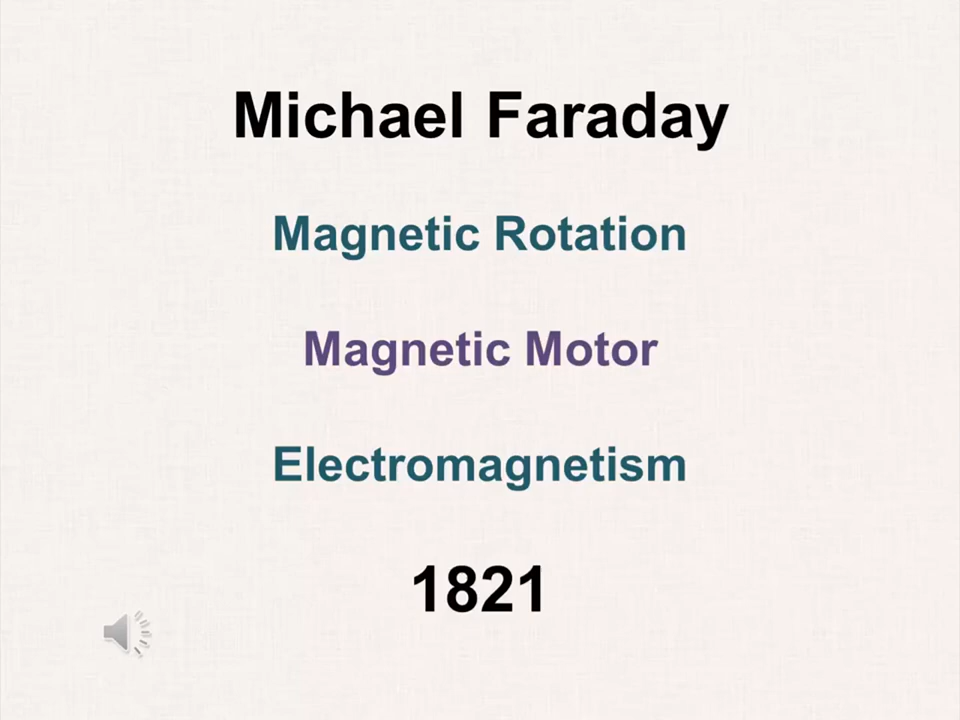 Michael Faraday
Magnetic Rotation
Magnetic Motor
Electromagnetism
1821